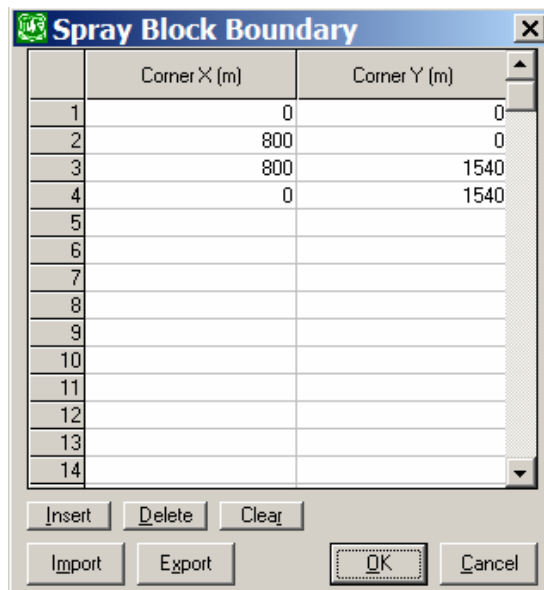 Spray Block Boundary
Corner X (m) Corner Y (m)
1 0 0
2 800 0
3 800 1540
4 0 1540
5
6
7
8
9
10
11
12
13
14
Insert Delete Clear
Import Export OK Cancel